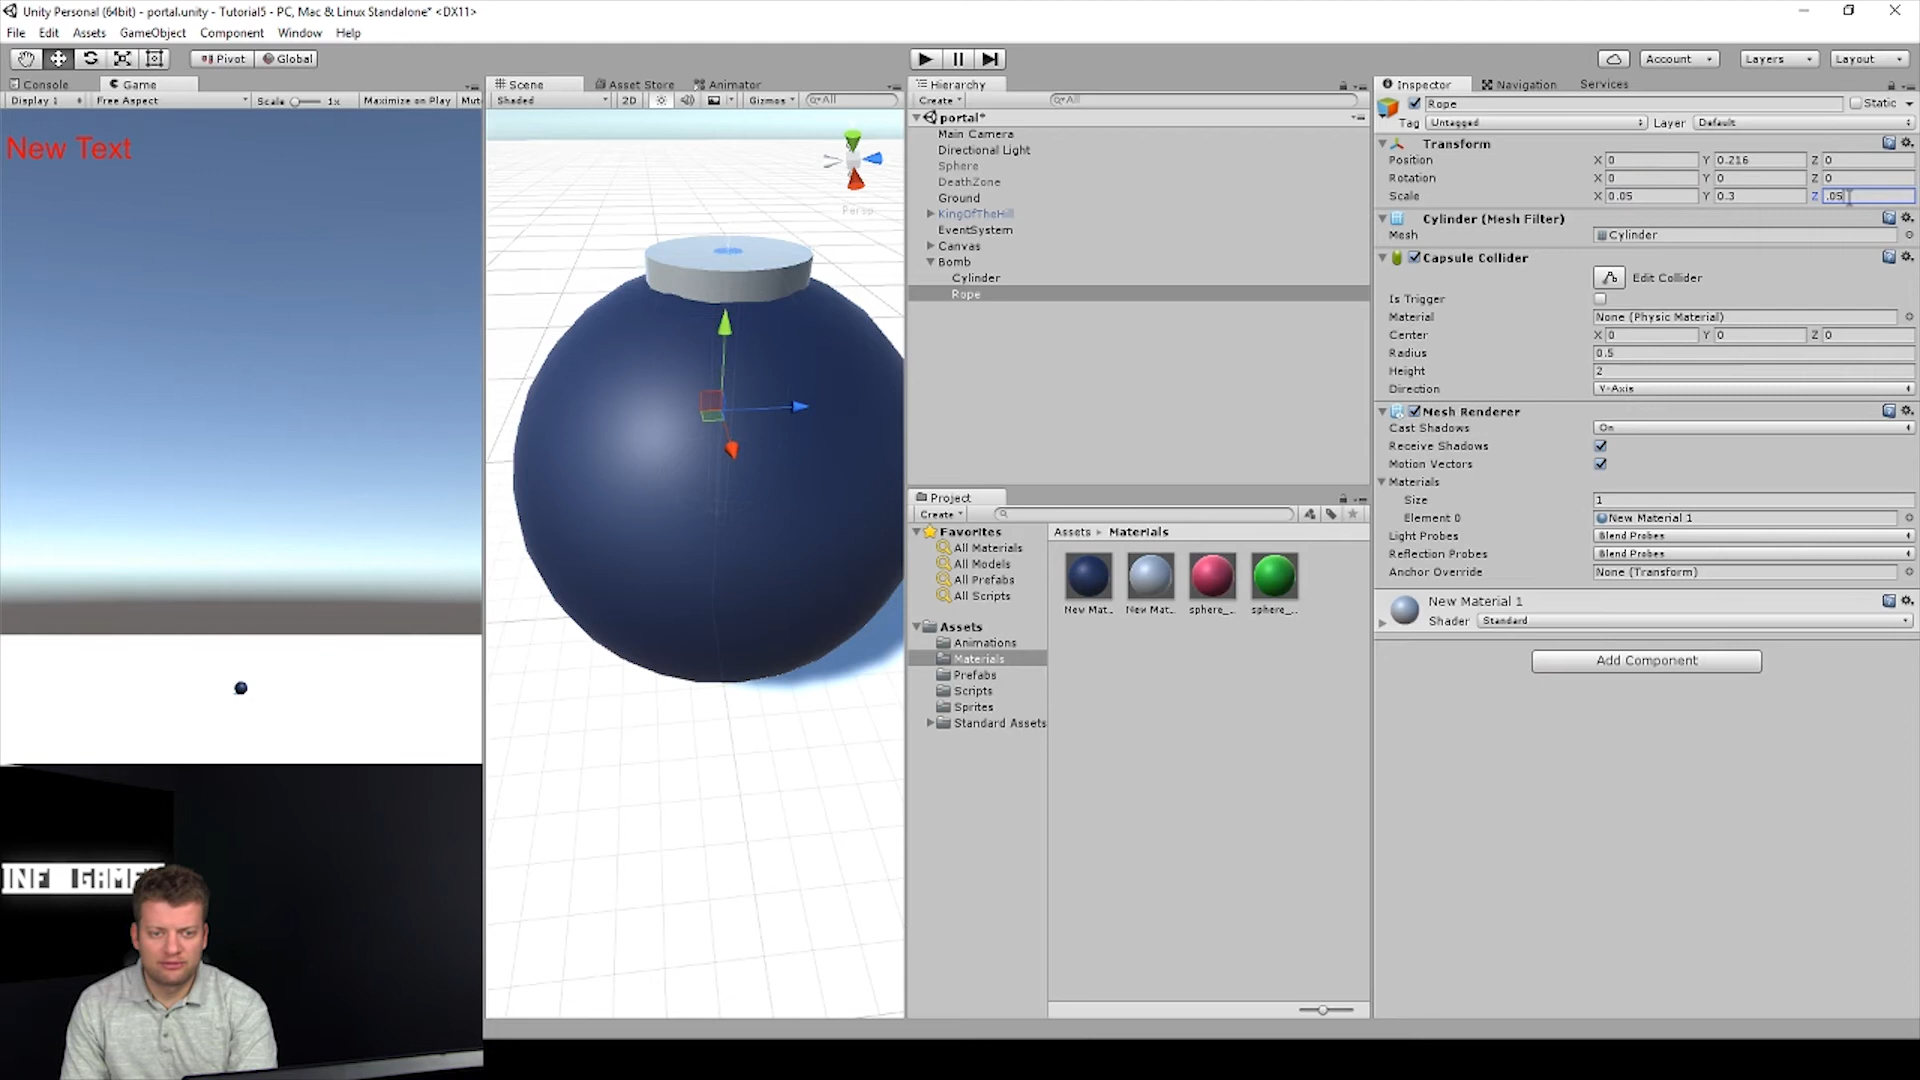 Unity Personal (64bit) - portal.unity - Tutorial5 - PC, Mac & Linux Standalone* <DX11>
File Edit Assets GameObject Component Window Help
Pivot Global
Account Layers Layout
Console Game
Display 1 Free Aspect Scale 1x Maximize on Play Mut
New Text
Scene Asset Store Animator
Shaded 2D Gizmos All
Persp
Hierarchy
Create All
portal*
Main Camera
Directional Light
Sphere
DeathZone
Ground
KingOfTheHill
EventSystem
Canvas
Bomb
Cylinder
Rope
Project
Create
Favorites
All Materials
All Models
All Prefabs
All Scripts
Assets
Animations
Materials
Prefabs
Scripts
Sprites
Standard Assets
Assets Materials
New Mat... New Mat... sphere_... sphere_...
Inspector Navigation Services
Rope Static
Tag Untagged Layer Default
Transform
Position X 0 Y 0.216 Z 0
Rotation X 0 Y 0 Z 0
Scale X 0.05 Y 0.3 Z .05
Cylinder (Mesh Filter)
Mesh Cylinder
Capsule Collider
Edit Collider
Is Trigger
Material None (Physic Material)
Center X 0 Y 0 Z 0
Radius 0.5
Height 2
Direction Y-Axis
Mesh Renderer
Cast Shadows On
Receive Shadows
Motion Vectors
Materials
Size 1
Element 0 New Material 1
Light Probes Blend Probes
Reflection Probes Blend Probes
Anchor Override None (Transform)
New Material 1
Shader Standard
Add Component